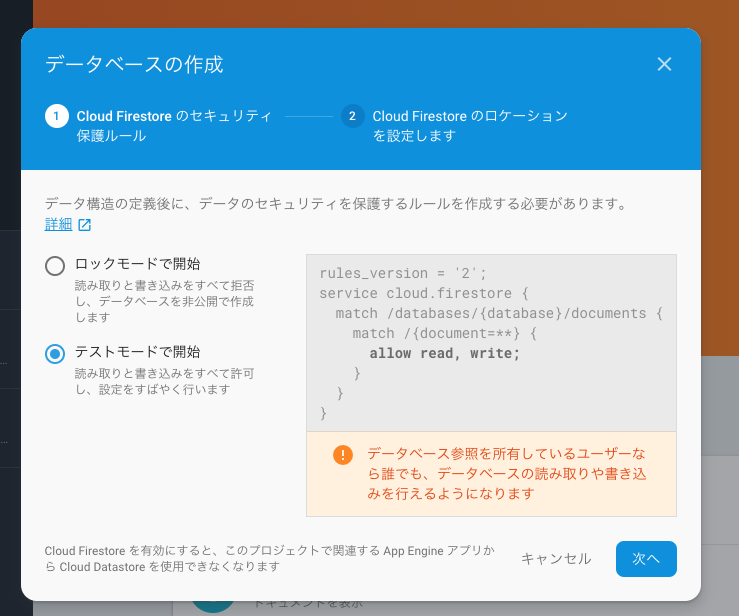 データベースの作成
1 Cloud Firestore のセキュリティ
保護ルール
2 Cloud Firestore のロケーション
を設定します
データ構造の定義後に、データのセキュリティを保護するルールを作成する必要があります。
詳細
ロックモードで開始
読み取りと書き込みをすべて拒否
し、データベースを非公開で作成
します
テストモードで開始
読み取りと書き込みをすべて許可
し、設定をすばやく行います
rules_version = '2';
service cloud.firestore {
match /databases/{database}/documents {
match /{document=**} {
allow read, write;
}
}
}
データベース参照を所有しているユーザーな
ら誰でも、データベースの読み取りや書き込
みを行えるようになります
Cloud Firestore を有効にすると、このプロジェクトで関連する App Engine アプリか
ら Cloud Datastore を使用できなくなります
キャンセル
次へ
ドキュメントを表示